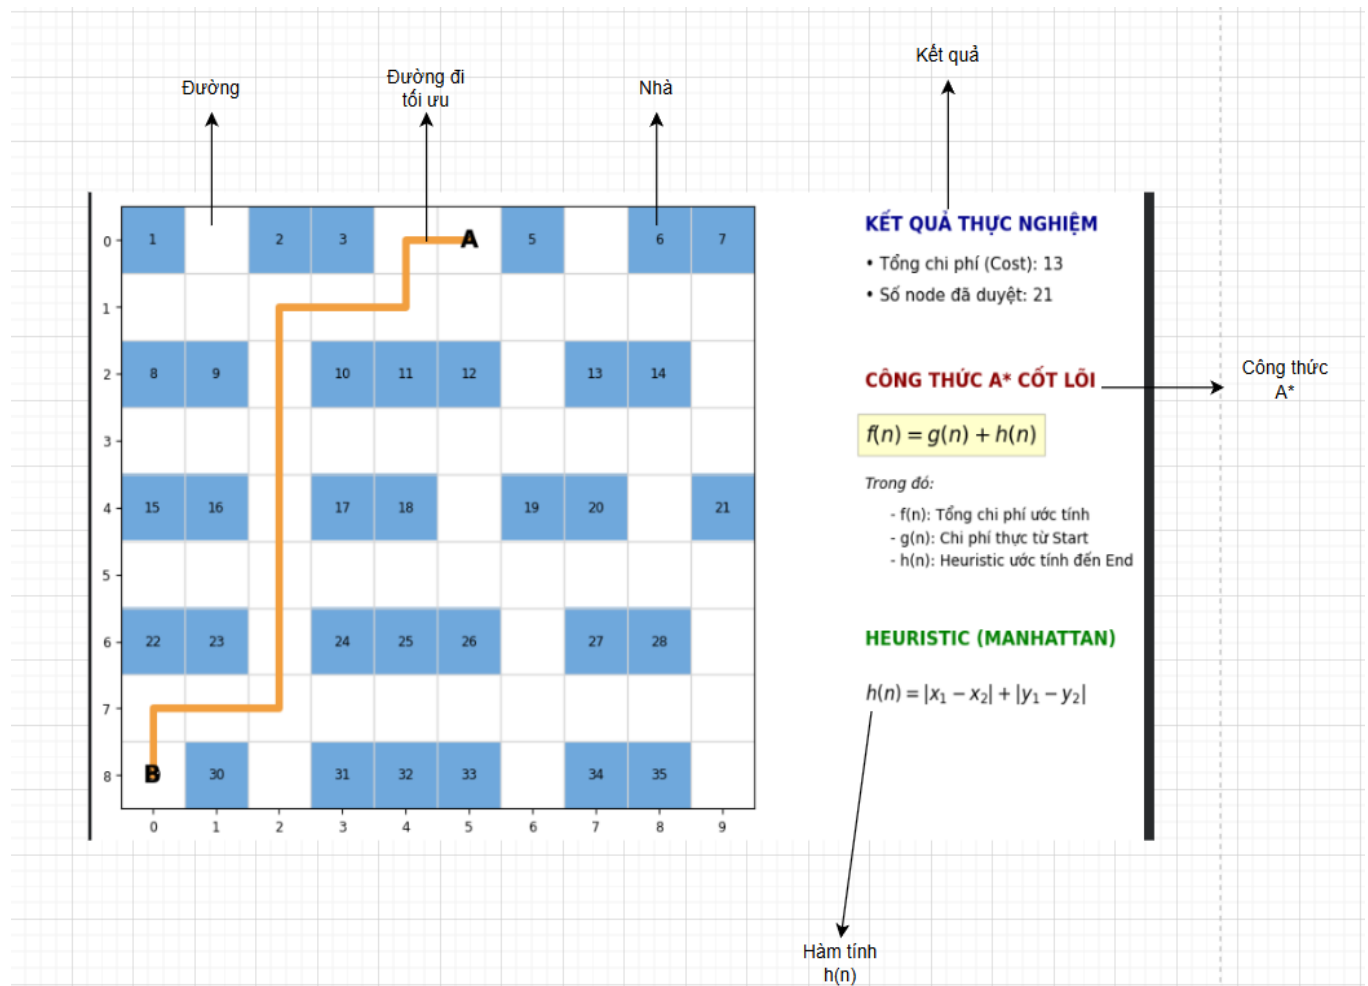 Kết quả
Đường
Đường đi
tối ưu
Nhà
0
1
2
3
A
5
6
7
1
2
8
9
10
11
12
13
14
3
4
15
16
17
18
19
20
21
5
6
22
23
24
25
26
27
28
7
8
B
30
31
32
33
34
35
0 1 2 3 4 5 6 7 8 9
KẾT QUẢ THỰC NGHIỆM
• Tổng chi phí (Cost): 13
• Số node đã duyệt: 21
CÔNG THỨC A* CỐT LÕI
f(n) = g(n) + h(n)
Trong đó:
- f(n): Tổng chi phí ước tính
- g(n): Chi phí thực từ Start
- h(n): Heuristic ước tính đến End
HEURISTIC (MANHATTAN)
h(n) = |x₁ − x₂| + |y₁ − y₂|
Công thức
A*
Hàm tính
h(n)